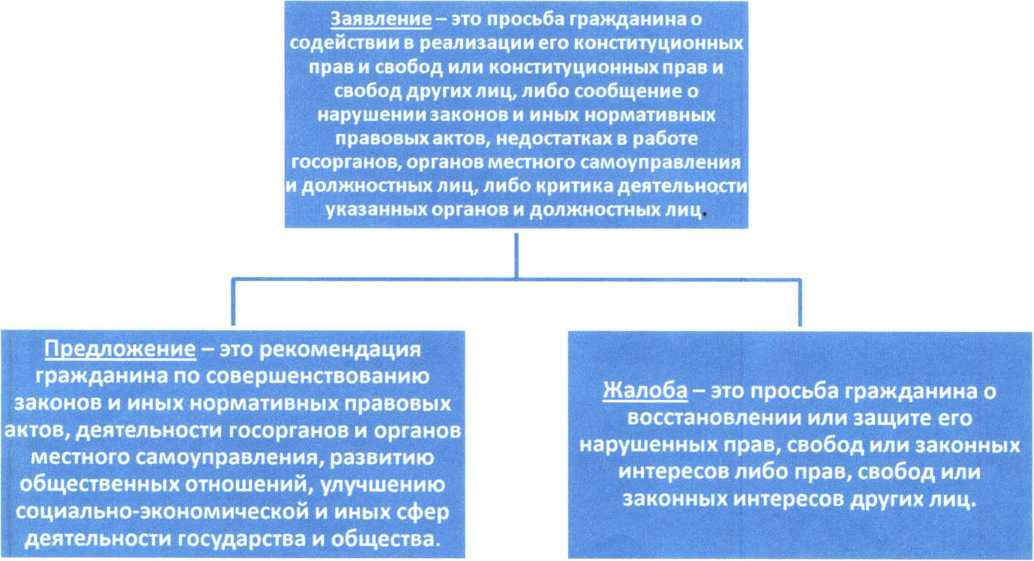 Заявление – это просьба гражданина о
содействии в реализации его конституционных
прав и свобод или конституционных прав и
свобод других лиц, либо сообщение о
нарушении законов и иных нормативных
правовых актов, недостатках в работе
госорганов, органов местного самоуправления
и должностных лиц, либо критика деятельности
указанных органов и должностных лиц.
Предложение – это рекомендация
гражданина по совершенствованию
законов и иных нормативных правовых
актов, деятельности госорганов и органов
местного самоуправления, развитию
общественных отношений, улучшению
социально-экономической и иных сфер
деятельности государства и общества.
Жалоба – это просьба гражданина о
восстановлении или защите его
нарушенных прав, свобод или законных
интересов либо прав, свобод или
законных интересов других лиц.